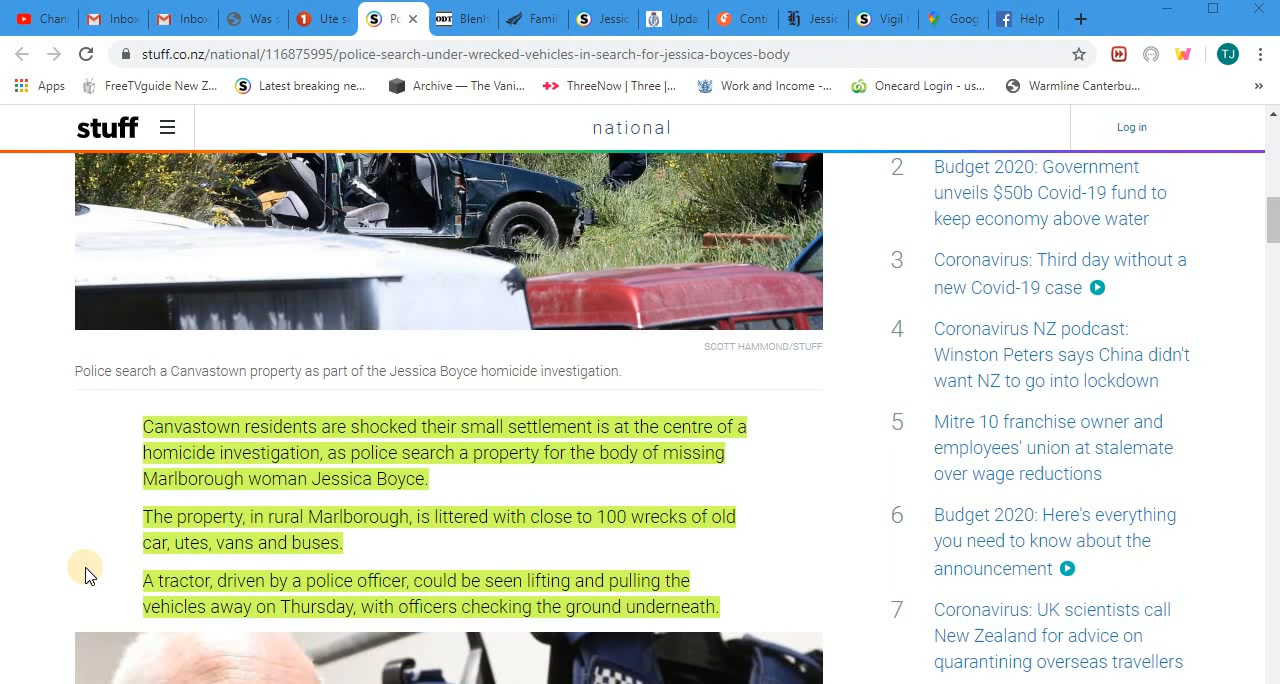 Chan
Inbo
Inbo
Was s
Ute s
Po
Blenh
Famil
Jessic
Upda
Conti
Jessic
Vigil
Goog
Help
stuff.co.nz/national/116875995/police-search-under-wrecked-vehicles-in-search-for-jessica-boyces-body
TJ
Apps
FreeTVguide New Z...
Latest breaking ne...
Archive — The Vani...
ThreeNow | Three |...
Work and Income -...
Onecard Login - us...
Warmline Canterbu...
stuff
national
Log in
SCOTT HAMMOND/STUFF
Police search a Canvastown property as part of the Jessica Boyce homicide investigation.
Canvastown residents are shocked their small settlement is at the centre of a
homicide investigation, as police search a property for the body of missing
Marlborough woman Jessica Boyce.
The property, in rural Marlborough, is littered with close to 100 wrecks of old
car, utes, vans and buses.
A tractor, driven by a police officer, could be seen lifting and pulling the
vehicles away on Thursday, with officers checking the ground underneath.
2
Budget 2020: Government
unveils $50b Covid-19 fund to
keep economy above water
3
Coronavirus: Third day without a
new Covid-19 case
4
Coronavirus NZ podcast:
Winston Peters says China didn't
want NZ to go into lockdown
5
Mitre 10 franchise owner and
employees' union at stalemate
over wage reductions
6
Budget 2020: Here's everything
you need to know about the
announcement
7
Coronavirus: UK scientists call
New Zealand for advice on
quarantining overseas travellers